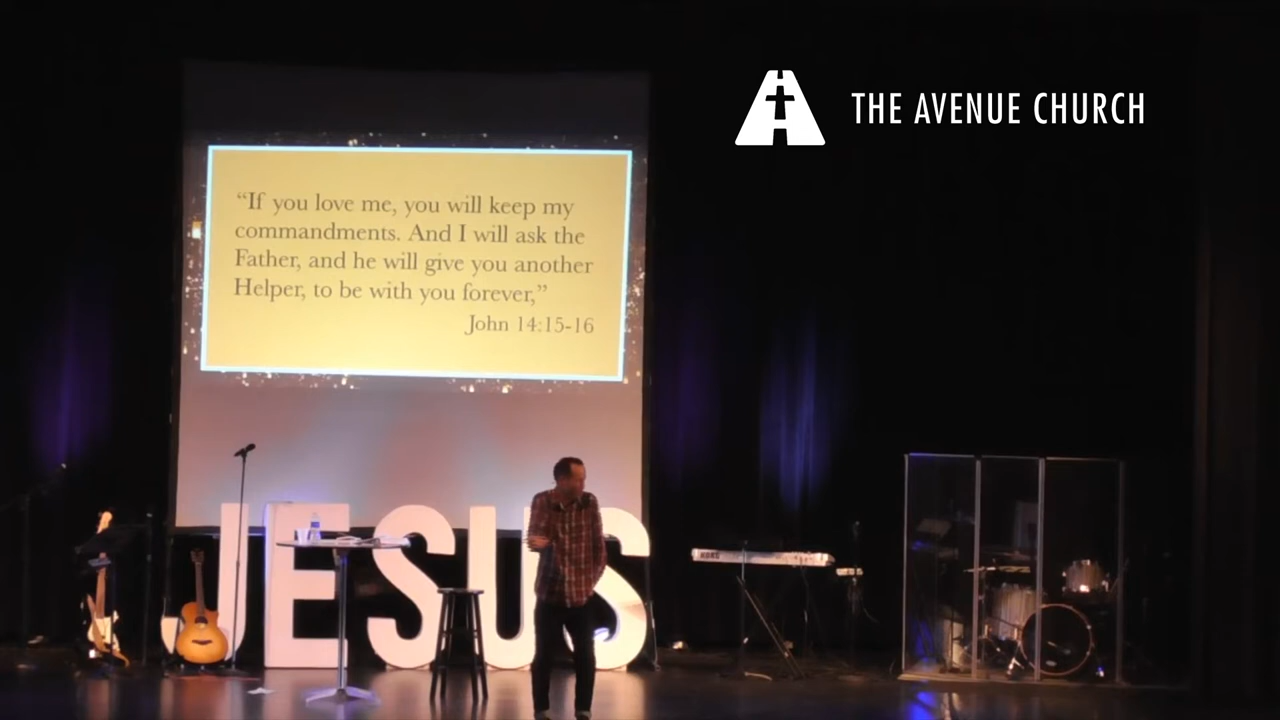 THE AVENUE CHURCH
“If you love me, you will keep my
commandments. And I will ask the
Father, and he will give you another
Helper, to be with you forever,”
John 14:15-16
JESUS
KORG